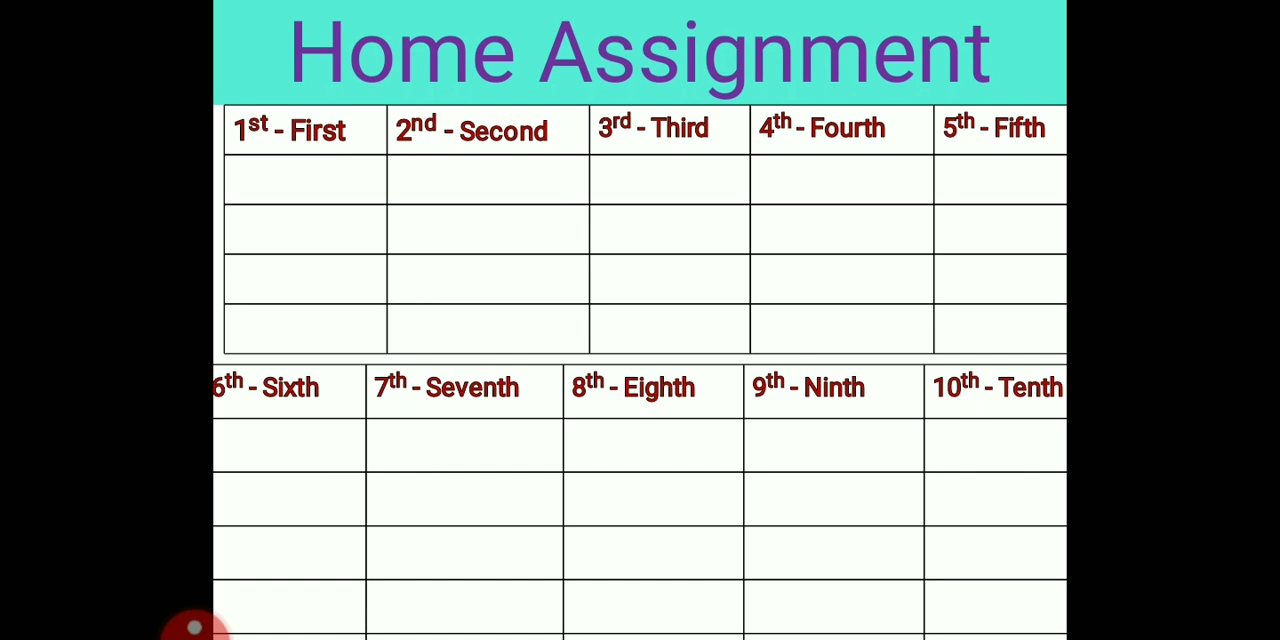 Home Assignment
1st - First 2nd - Second 3rd - Third 4th - Fourth 5th - Fifth
6th - Sixth 7th - Seventh 8th - Eighth 9th - Ninth 10th - Tenth